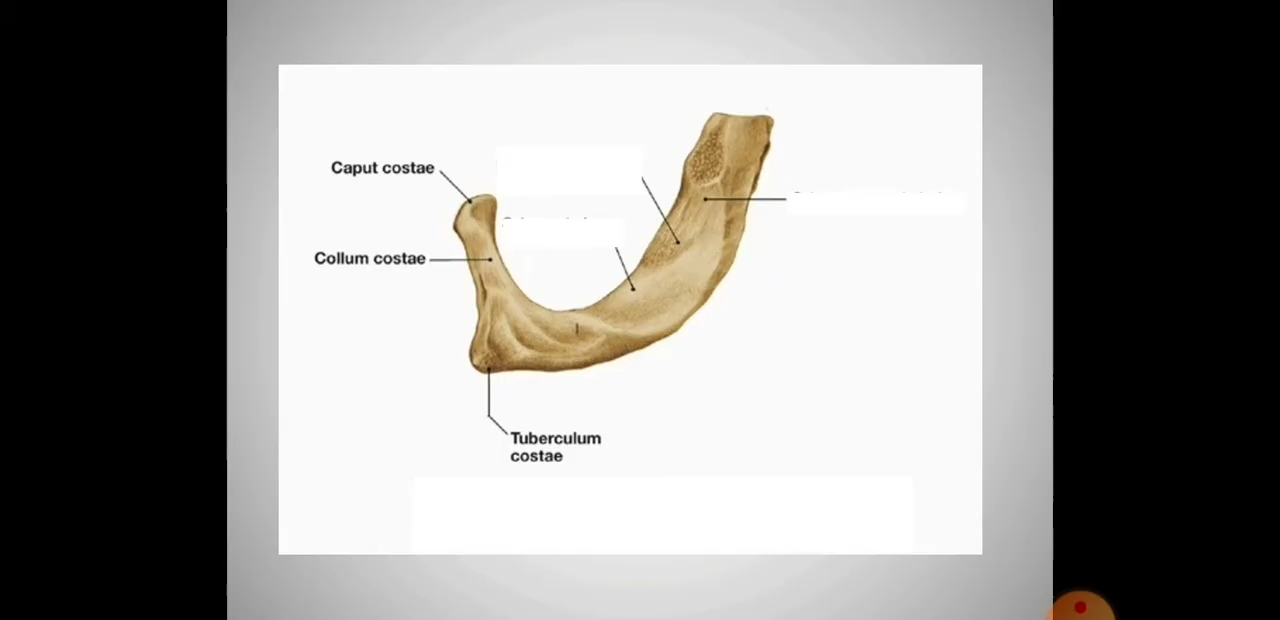 Caput costae
Collum costae
I
Tuberculum
costae